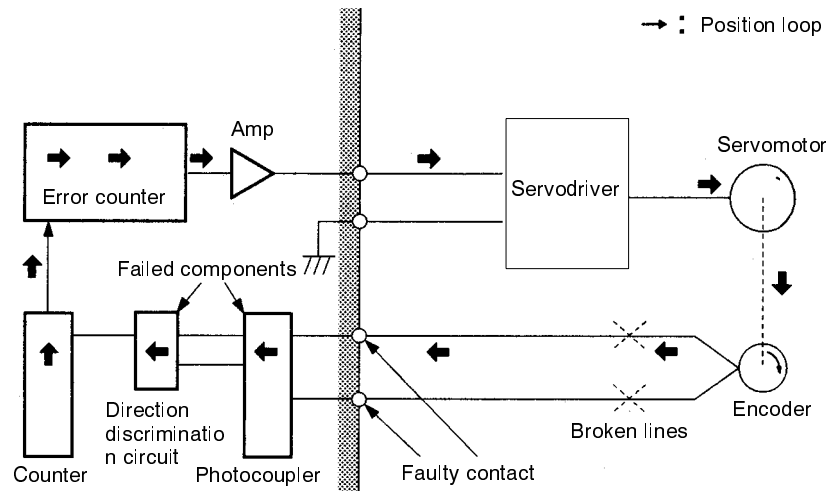 Position loop
Amp
Servomotor
Error counter
Servodriver
Failed components
Direction
discriminatio
n circuit
Encoder
Broken lines
Counter
Photocoupler
Faulty contact